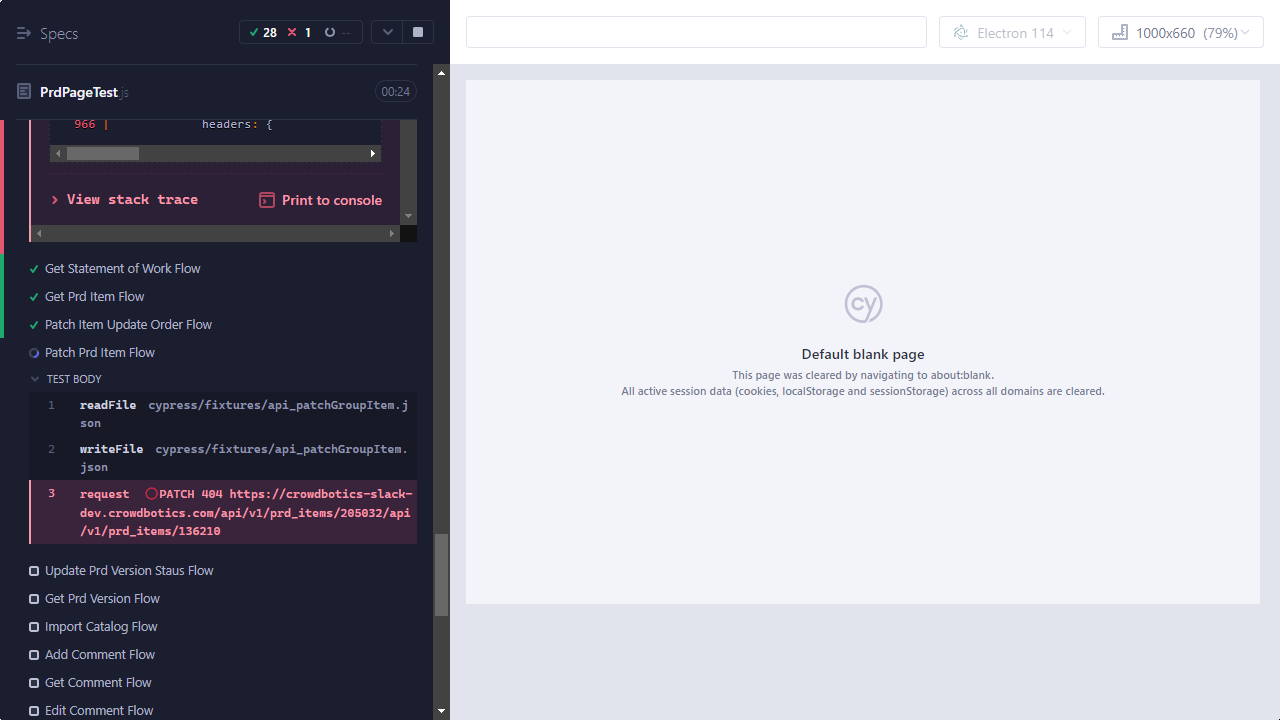 Specs
28
1
--
Electron 114
1000x660 (79%)
PrdPageTest.js
00:24
966 | headers: {
View stack trace
Print to console
Get Statement of Work Flow
Get Prd Item Flow
Patch Item Update Order Flow
Patch Prd Item Flow
TEST BODY
1 readFile cypress/fixtures/api_patchGroupItem.j
son
2 writeFile cypress/fixtures/api_patchGroupItem.
json
3 request PATCH 404 https://crowdbotics-slack-
dev.crowdbotics.com/api/v1/prd_items/205032/api
/v1/prd_items/136210
Update Prd Version Staus Flow
Get Prd Version Flow
Import Catalog Flow
Add Comment Flow
Get Comment Flow
Edit Comment Flow
cy
Default blank page
This page was cleared by navigating to about:blank.
All active session data (cookies, localStorage and sessionStorage) across all domains are cleared.